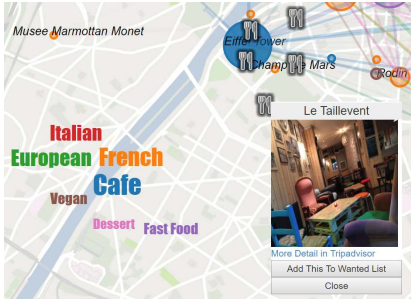 Musee Marmottan Monet
Eiffel Tower
Champ de Mars
Rodin
Le Taillevent
Italian
European French
Cafe
Vegan
Dessert
Fast Food
More Detail in Tripadvisor
Add This To Wanted List
Close